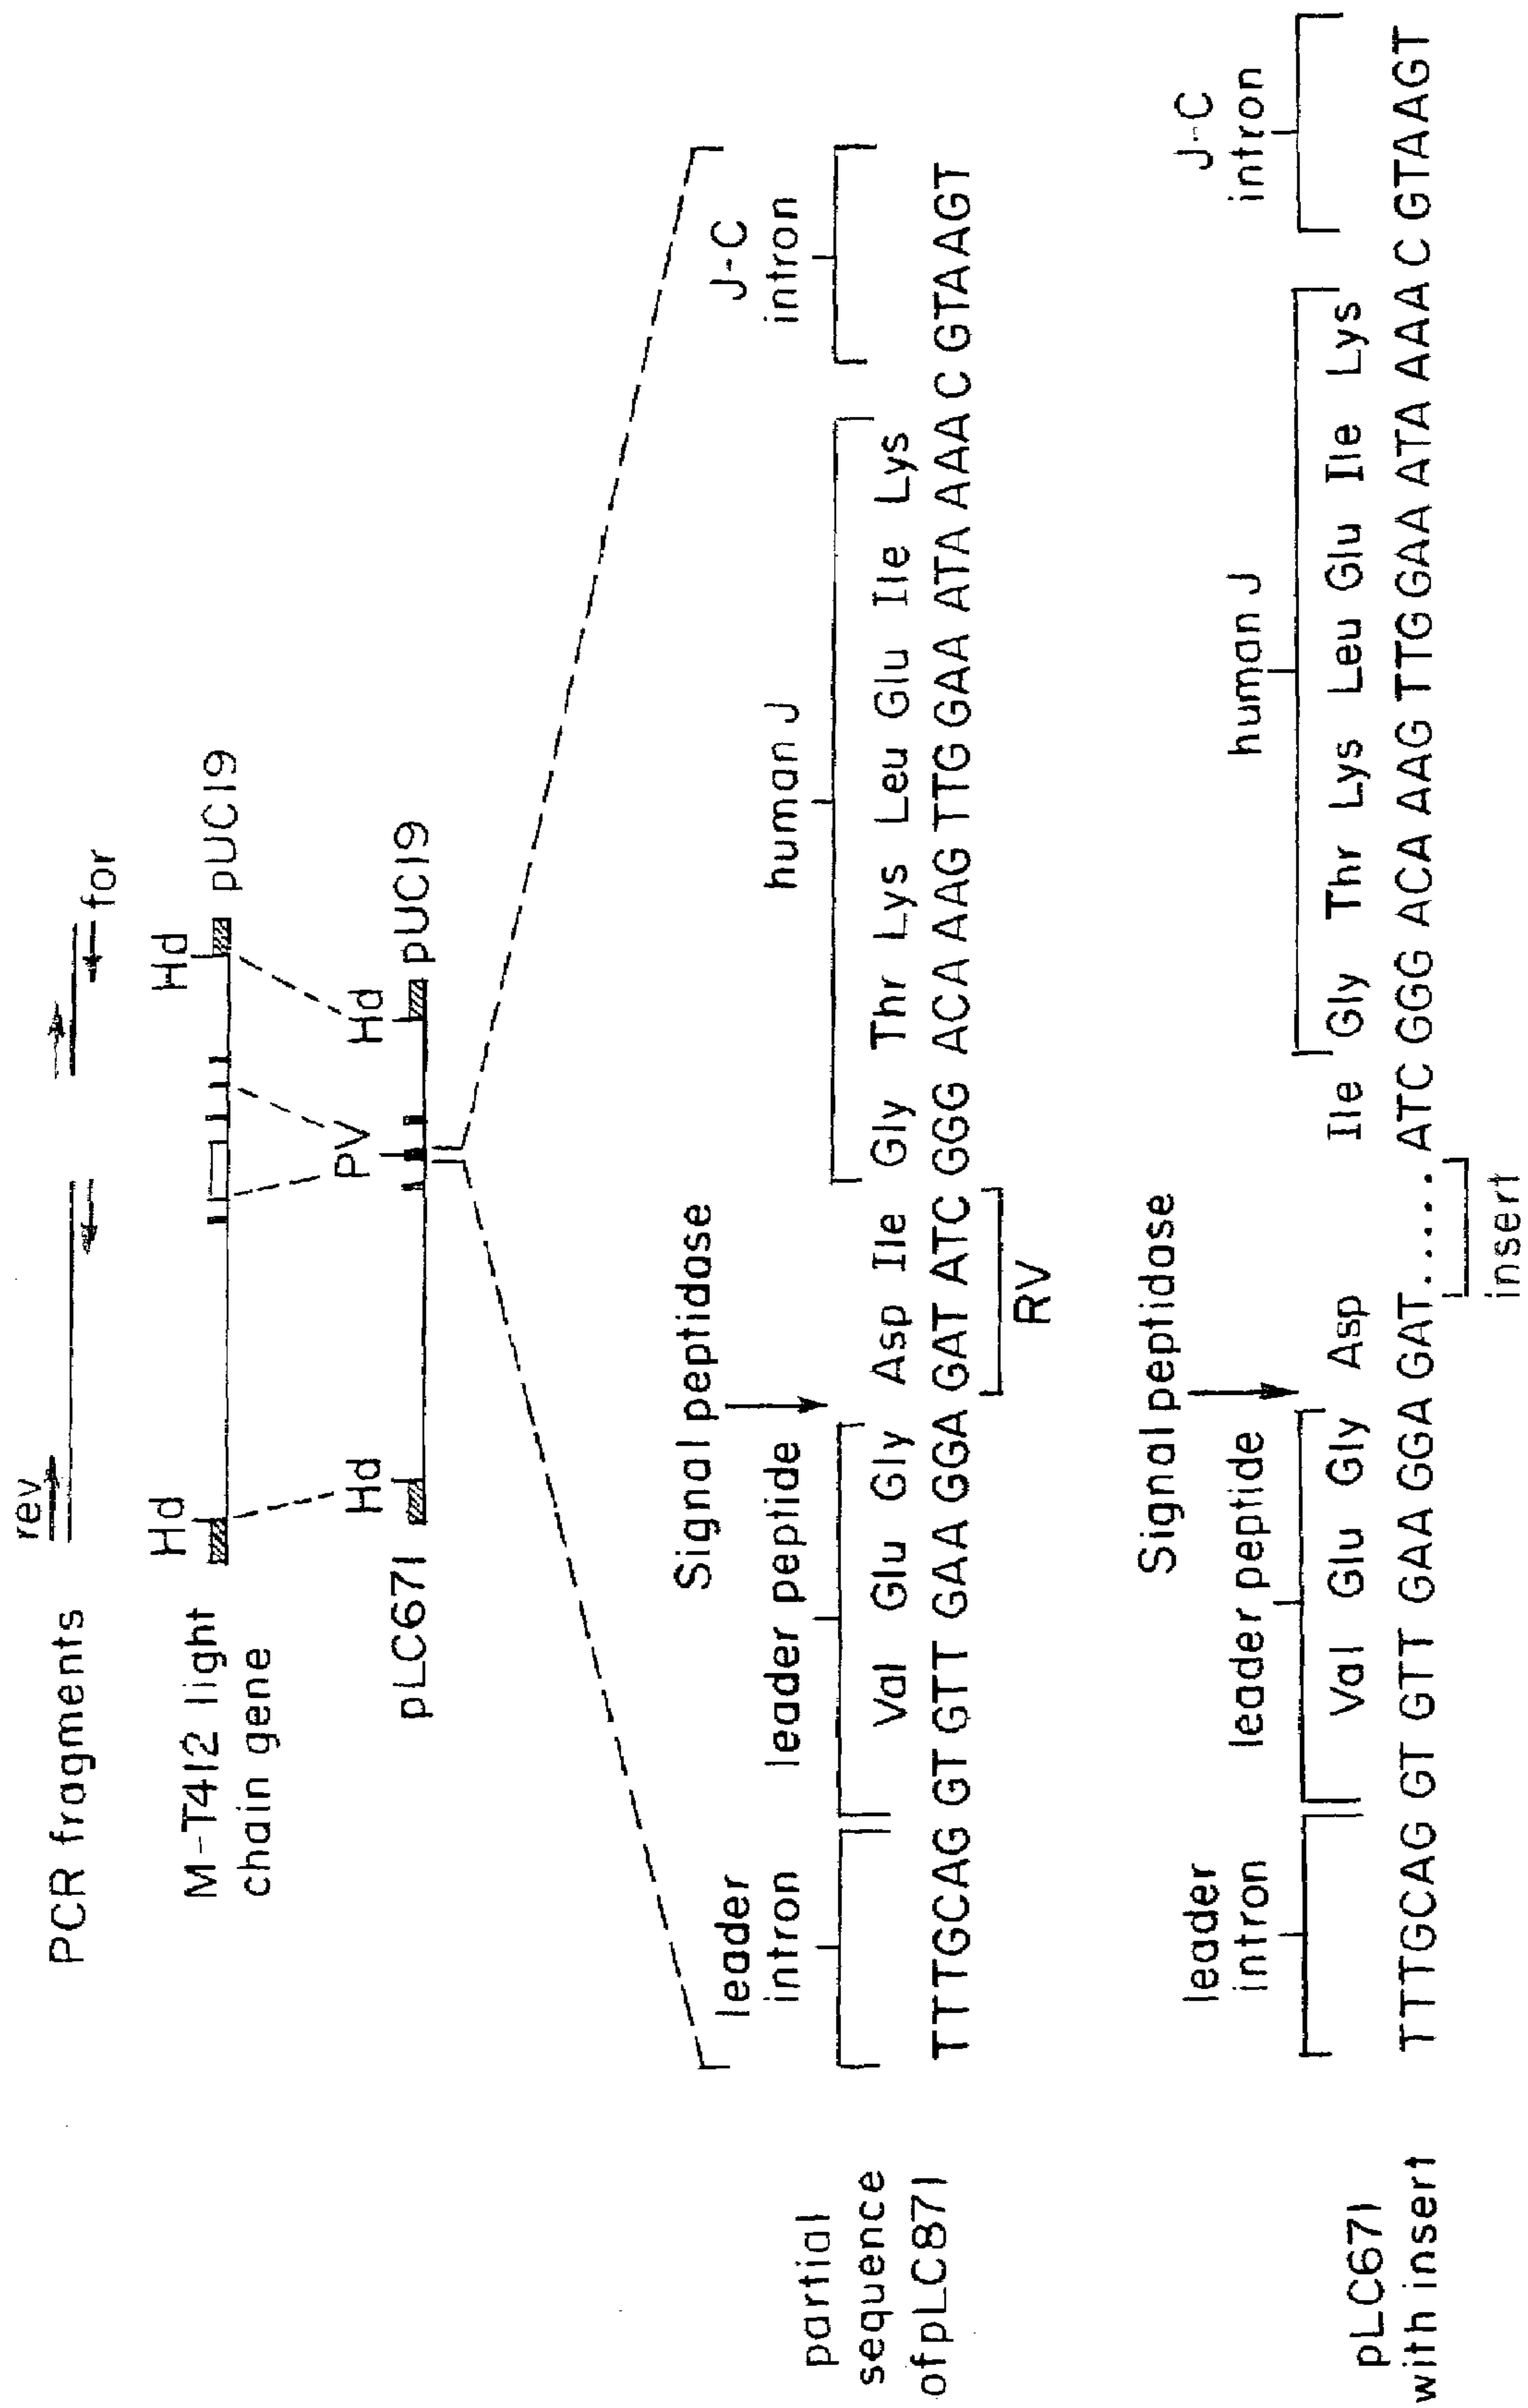 PCR fragments
rev
for
M-T412 light
chain gene
Hd
Hd
pUC19
PV
pLC671
Hd
Hd
pUC19
Signal peptidase
leader
intron
leader peptide
human J
J-C
intron
Val Glu Gly Asp Ile Gly Thr Lys Leu Glu Ile Lys
partial
sequence
of pLC871
TTTGCAG GT GTT GAA GGA GAT ATC GGG ACA AAG TTG GAA ATA AAA C GTAAGT
RV
Signal peptidase
leader
intron
leader peptide
human J
J-C
intron
Val Glu Gly Asp Ile Gly Thr Lys Leu Glu Ile Lys
pLC671
with insert
TTTGCAG GT GTT GAA GGA GAT.....ATC GGG ACA AAG TTG GAA ATA AAA C GTAAGT
insert